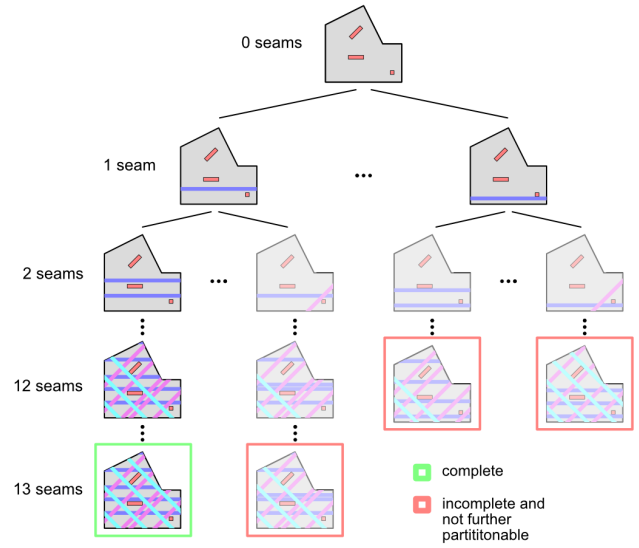 0 seams
1 seam
2 seams
12 seams
13 seams
complete
incomplete and
not further
partititonable